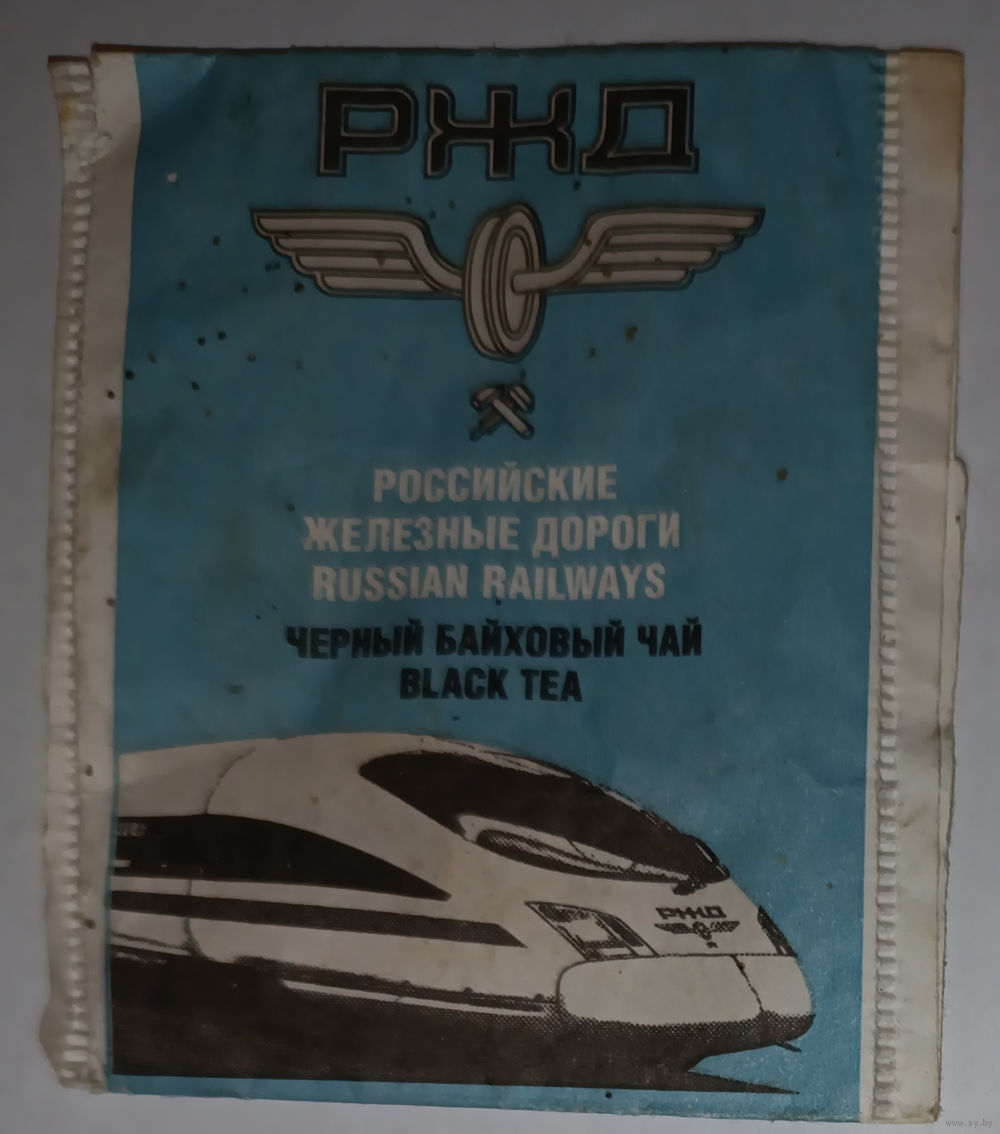 РЖД
РОССИЙСКИЕ
ЖЕЛЕЗНЫЕ ДОРОГИ
RUSSIAN RAILWAYS
ЧЕРНЫЙ БАЙХОВЫЙ ЧАЙ
BLACK TEA
РЖД
www.ay.by